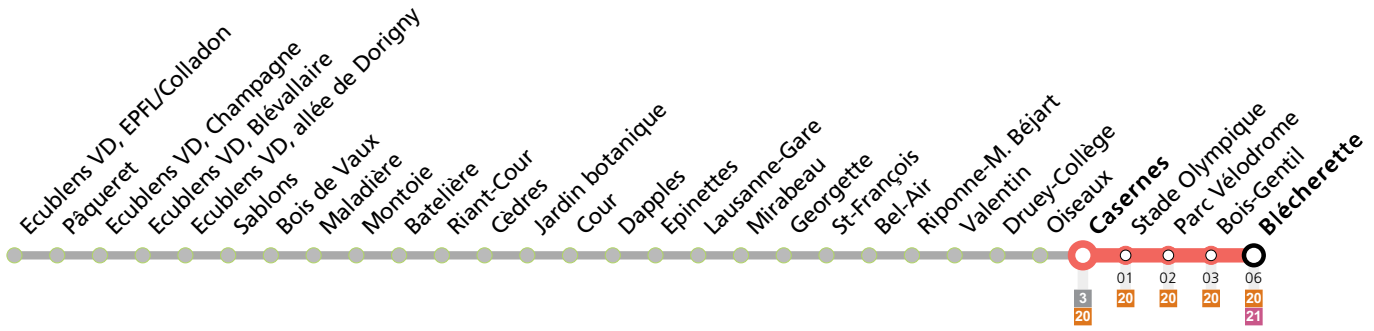 Ecublens VD, EPFL/Colladon
Pâqueret
Ecublens VD, Champagne
Ecublens VD, Blévallaire
Ecublens VD, allée de Dorigny
Sablons
Bois de Vaux
Maladière
Montoie
Batelière
Riant-Cour
Cèdres
Jardin botanique
Cour
Dapples
Epinettes
Lausanne-Gare
Mirabeau
Georgette
St-François
Bel-Air
Riponne-M. Béjart
Valentin
Druey-Collège
Oiseaux
Casernes
Stade Olympique
Parc Vélodrome
Bois-Gentil
Blécherette
01 02 03 06
3 20 20 20 20
20 21